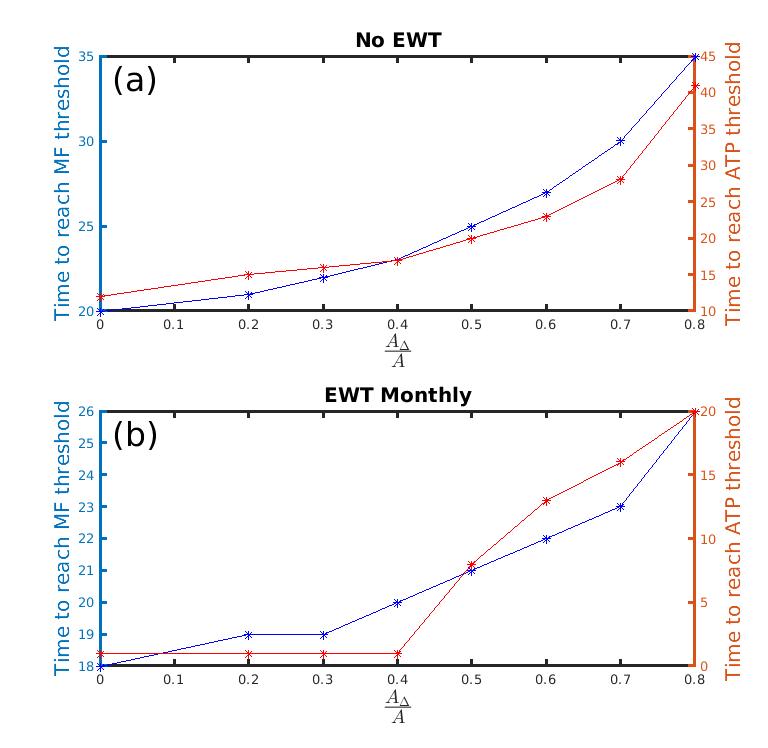 No EWT
(a)
Time to reach MF threshold
35
30
25
20
45
40
35
30
25
20
15
10
Time to reach ATP threshold
0 0.1 0.2 0.3 0.4 0.5 0.6 0.7 0.8
A_Δ
A
EWT Monthly
(b)
Time to reach MF threshold
26
25
24
23
22
21
20
19
18
20
15
10
5
0
Time to reach ATP threshold
0 0.1 0.2 0.3 0.4 0.5 0.6 0.7 0.8
A_Δ
A